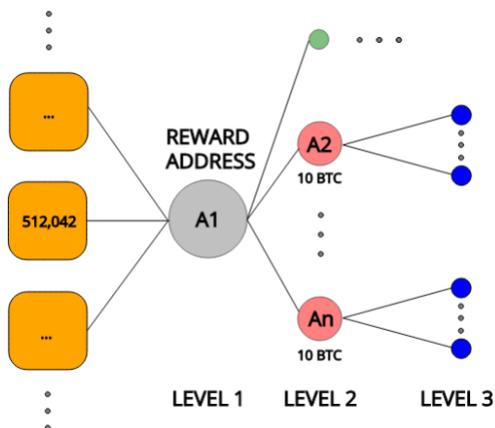 ...
REWARD
ADDRESS
A2
10 BTC
512,042
A1
...
An
10 BTC
LEVEL 1
LEVEL 2
LEVEL 3